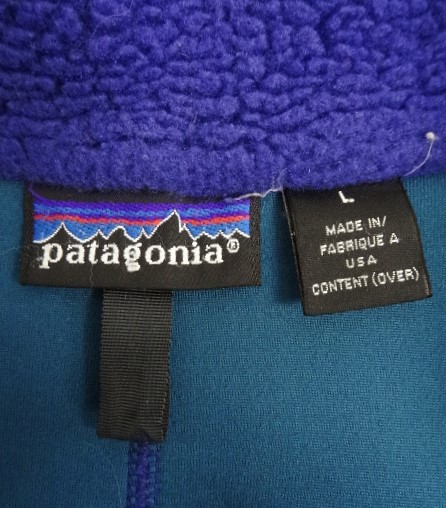 patagonia®
L
MADE IN/
FABRIQUE A
USA
CONTENT (OVER)